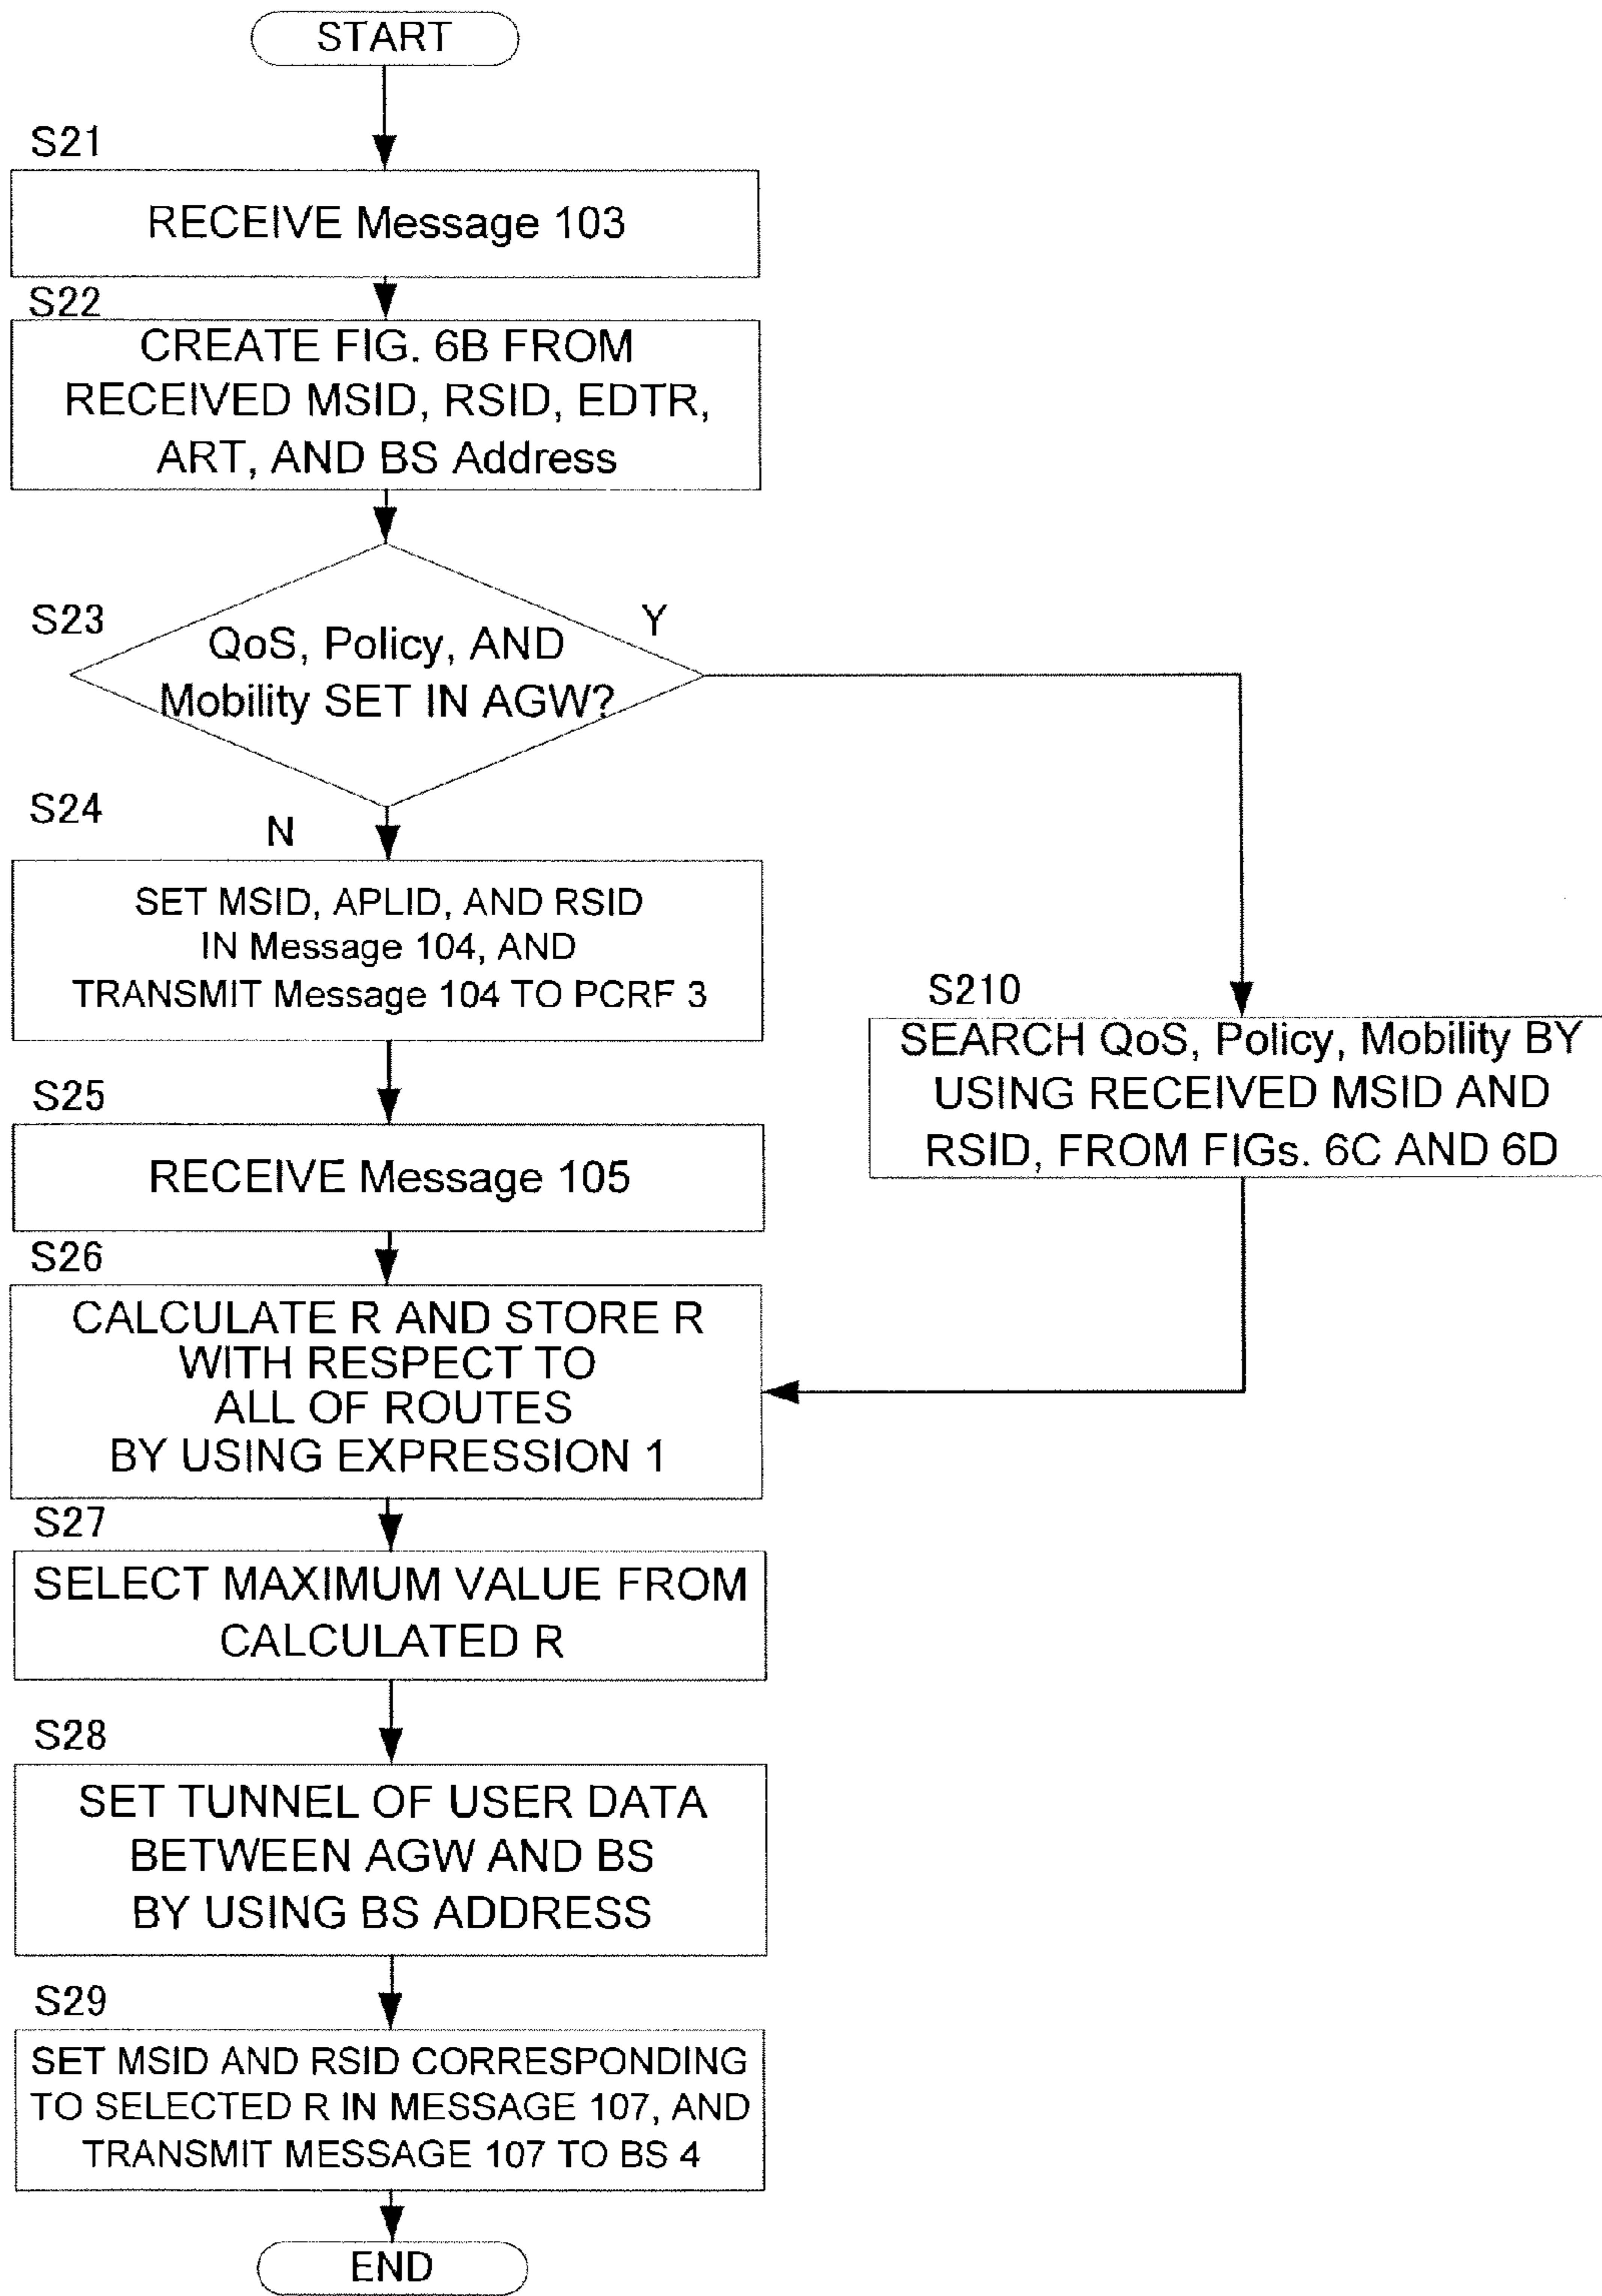 START
S21
RECEIVE Message 103
S22
CREATE FIG. 6B FROM
RECEIVED MSID, RSID, EDTR,
ART, AND BS Address
S23
QoS, Policy, AND
Mobility SET IN AGW?
Y
N
S24
SET MSID, APLID, AND RSID
IN Message 104, AND
TRANSMIT Message 104 TO PCRF 3
S210
SEARCH QoS, Policy, Mobility BY
USING RECEIVED MSID AND
RSID, FROM FIGs. 6C AND 6D
S25
RECEIVE Message 105
S26
CALCULATE R AND STORE R
WITH RESPECT TO
ALL OF ROUTES
BY USING EXPRESSION 1
S27
SELECT MAXIMUM VALUE FROM
CALCULATED R
S28
SET TUNNEL OF USER DATA
BETWEEN AGW AND BS
BY USING BS ADDRESS
S29
SET MSID AND RSID CORRESPONDING
TO SELECTED R IN MESSAGE 107, AND
TRANSMIT MESSAGE 107 TO BS 4
END